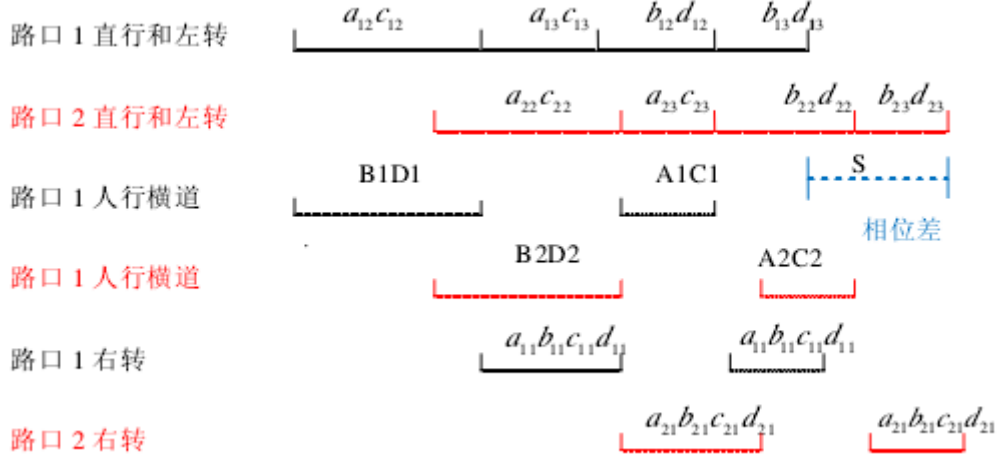 路口 1 直行和左转 a₁₂c₁₂ a₁₃c₁₃ b₁₂d₁₂ b₁₃d₁₃
路口 2 直行和左转 a₂₂c₂₂ a₂₃c₂₃ b₂₂d₂₂ b₂₃d₂₃
路口 1 人行横道 B1D1 A1C1 S
相位差
路口 1 人行横道 B2D2 A2C2
路口 1 右转 a₁₁b₁₁c₁₁d₁₁ a₁₁b₁₁c₁₁d₁₁
路口 2 右转 a₂₁b₂₁c₂₁d₂₁ a₂₁b₂₁c₂₁d₂₁